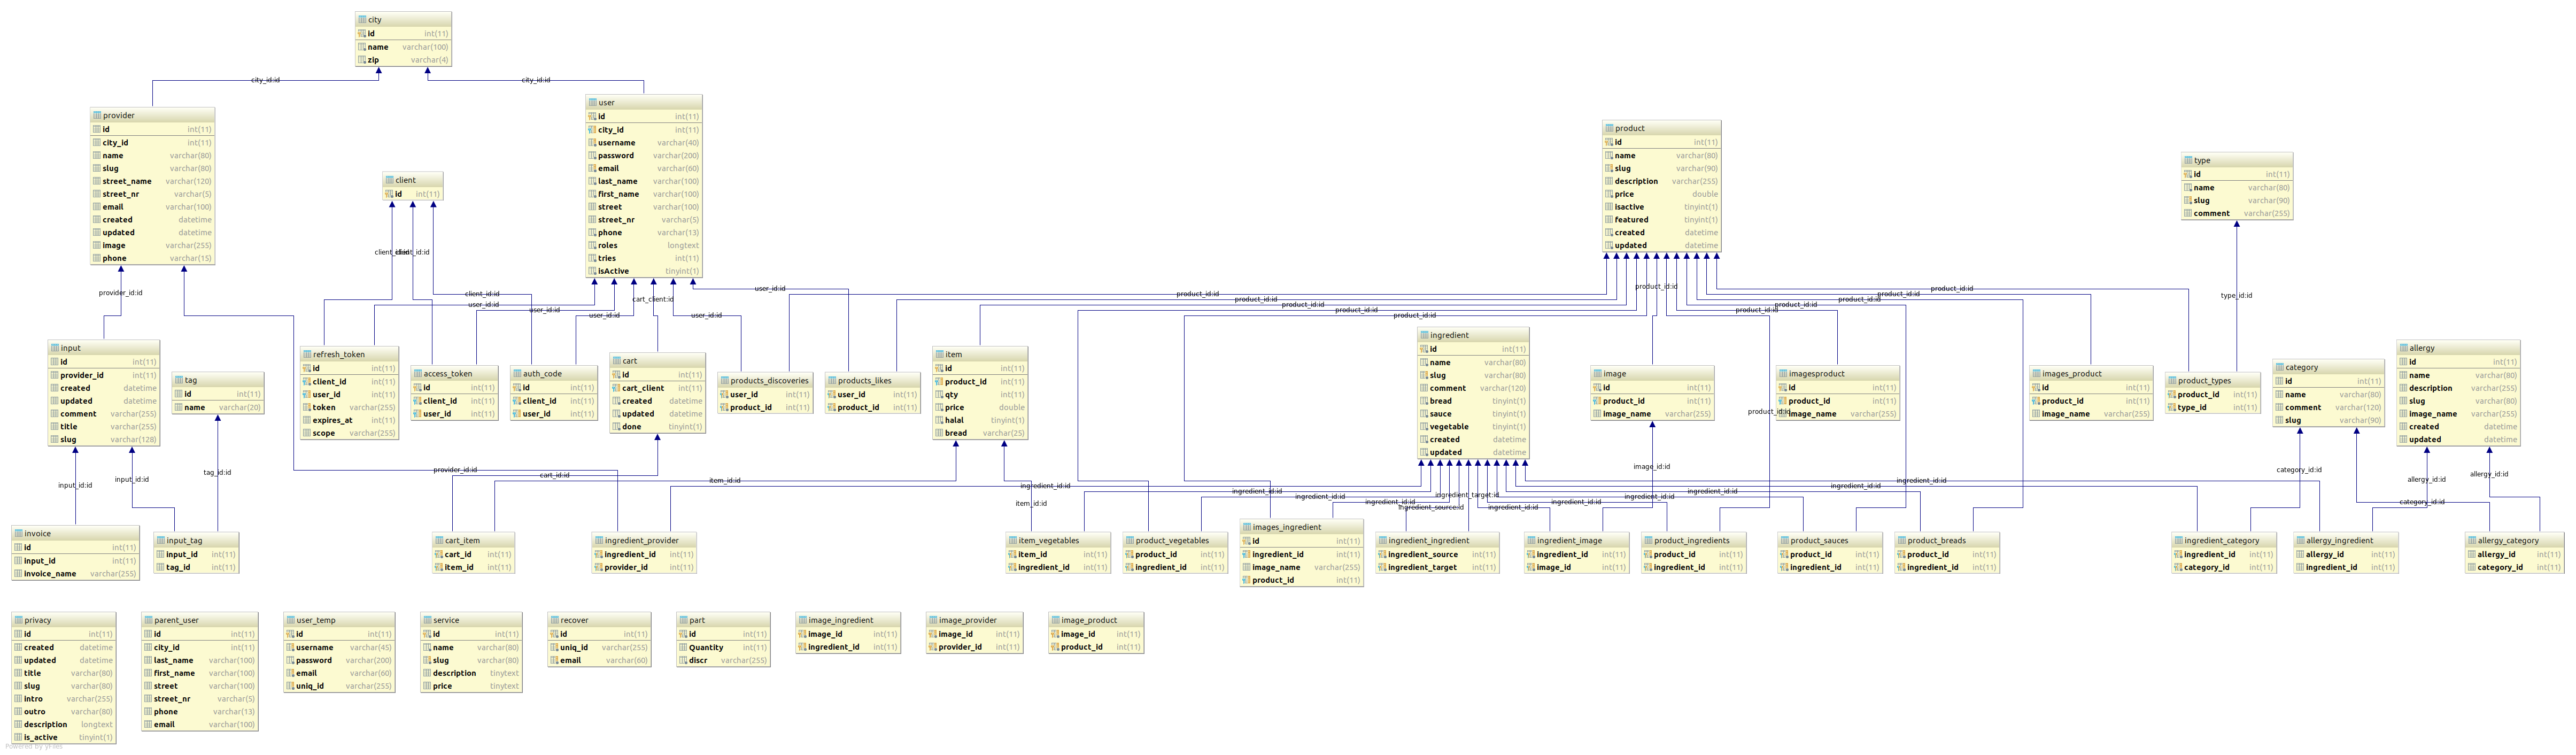 city
id int(11)
name varchar(100)
zip varchar(4)
city_id:id
city_id:id
provider
id int(11)
city_id int(11)
name varchar(80)
slug varchar(80)
street_name varchar(120)
street_nr varchar(5)
email varchar(100)
created datetime
updated datetime
image varchar(255)
phone varchar(15)
client
id int(11)
user
id int(11)
city_id int(11)
username varchar(40)
password varchar(200)
email varchar(60)
last_name varchar(100)
first_name varchar(100)
street varchar(100)
street_nr varchar(5)
phone varchar(13)
roles longtext
tries int(11)
isActive tinyint(1)
product
id int(11)
name varchar(80)
slug varchar(90)
description varchar(255)
price double
isactive tinyint(1)
featured tinyint(1)
created datetime
updated datetime
type
id int(11)
name varchar(80)
slug varchar(90)
comment varchar(255)
provider_id:id
client_id:id
client_id:id
client_id:id
user_id:id
user_id:id
user_id:id
cart_client:id
user_id:id
user_id:id
product_id:id
product_id:id
product_id:id
product_id:id
product_id:id
product_id:id
product_id:id
product_id:id
product_id:id
product_id:id
product_id:id
product_id:id
type_id:id
input
id int(11)
provider_id int(11)
created datetime
updated datetime
comment varchar(255)
title varchar(255)
slug varchar(128)
tag
id int(11)
name varchar(20)
refresh_token
id int(11)
client_id int(11)
user_id int(11)
token varchar(255)
expires_at int(11)
scope varchar(255)
access_token
id int(11)
client_id int(11)
user_id int(11)
auth_code
id int(11)
client_id int(11)
user_id int(11)
cart
id int(11)
cart_client int(11)
created datetime
updated datetime
done tinyint(1)
products_discoveries
user_id int(11)
product_id int(11)
products_likes
user_id int(11)
product_id int(11)
item
id int(11)
product_id int(11)
qty int(11)
price double
halal tinyint(1)
bread varchar(25)
ingredient
id int(11)
name varchar(80)
slug varchar(80)
comment varchar(120)
bread tinyint(1)
sauce tinyint(1)
vegetable tinyint(1)
created datetime
updated datetime
image
id int(11)
product_id int(11)
image_name varchar(255)
imagesproduct
id int(11)
product_id int(11)
image_name varchar(255)
images_product
id int(11)
product_id int(11)
image_name varchar(255)
product_types
product_id int(11)
type_id int(11)
category
id int(11)
name varchar(80)
comment varchar(120)
slug varchar(90)
allergy
id int(11)
name varchar(80)
description varchar(255)
slug varchar(80)
image_name varchar(255)
created datetime
updated datetime
input_id:id
input_id:id
tag_id:id
provider_id:id
cart_id:id
item_id:id
item_id:id
ingredient_id:id
ingredient_id:id
ingredient_id:id
ingredient_id:id
ingredient_source:id
ingredient_target:id
ingredient_id:id
ingredient_id:id
ingredient_id:id
ingredient_id:id
ingredient_id:id
ingredient_id:id
image_id:id
category_id:id
allergy_id:id
category_id:id
allergy_id:id
invoice
id int(11)
input_id int(11)
invoice_name varchar(255)
input_tag
input_id int(11)
tag_id int(11)
cart_item
cart_id int(11)
item_id int(11)
ingredient_provider
ingredient_id int(11)
provider_id int(11)
item_vegetables
item_id int(11)
ingredient_id int(11)
product_vegetables
product_id int(11)
ingredient_id int(11)
images_ingredient
id int(11)
ingredient_id int(11)
image_name varchar(255)
product_id int(11)
ingredient_ingredient
ingredient_source int(11)
ingredient_target int(11)
ingredient_image
ingredient_id int(11)
image_id int(11)
product_ingredients
product_id int(11)
ingredient_id int(11)
product_sauces
product_id int(11)
ingredient_id int(11)
product_breads
product_id int(11)
ingredient_id int(11)
ingredient_category
ingredient_id int(11)
category_id int(11)
allergy_ingredient
allergy_id int(11)
ingredient_id int(11)
allergy_category
allergy_id int(11)
category_id int(11)
privacy
id int(11)
created datetime
updated datetime
title varchar(80)
slug varchar(80)
intro varchar(255)
outro varchar(80)
description longtext
is_active tinyint(1)
parent_user
id int(11)
city_id int(11)
last_name varchar(100)
first_name varchar(100)
street varchar(100)
street_nr varchar(5)
phone varchar(13)
email varchar(100)
user_temp
id int(11)
username varchar(45)
password varchar(200)
email varchar(60)
uniq_id varchar(255)
service
id int(11)
name varchar(80)
slug varchar(80)
description tinytext
price tinytext
recover
id int(11)
uniq_id varchar(255)
email varchar(60)
part
id int(11)
Quantity int(11)
discr varchar(255)
image_ingredient
image_id int(11)
ingredient_id int(11)
image_provider
image_id int(11)
provider_id int(11)
image_product
image_id int(11)
product_id int(11)
Powered by yFiles